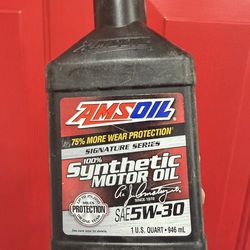 AMSOIL
75% MORE WEAR PROTECTION
SIGNATURE SERIES
100%
Synthetic
MOTOR OIL
SINCE 1972
PROTECTION
SAE 5W-30
1 U.S. QUART • 946 mL